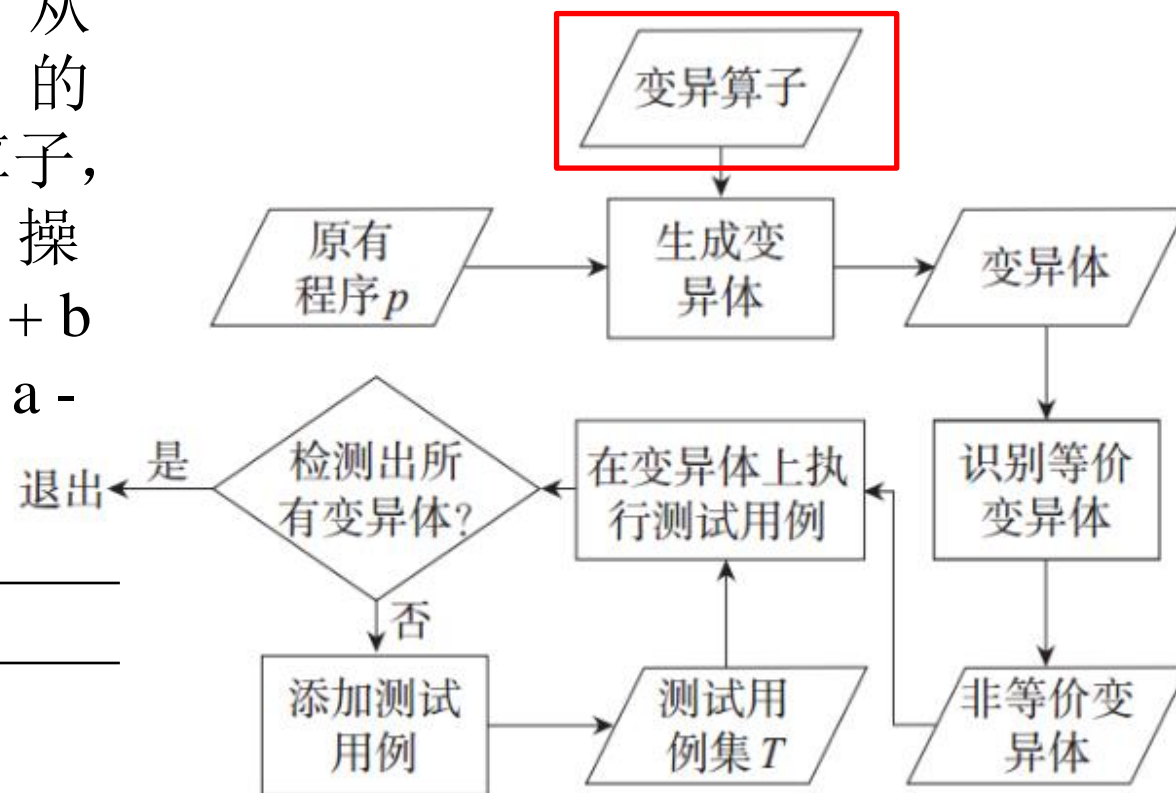 从
的
算子,
操
+ b
a -
变异算子
原有
程序p
生成变
异体
变异体
识别等价
变异体
非等价变
异体
在变异体上执
行测试用例
检测出所
有变异体?
是
退出
否
添加测试
用例
测试用
例集T